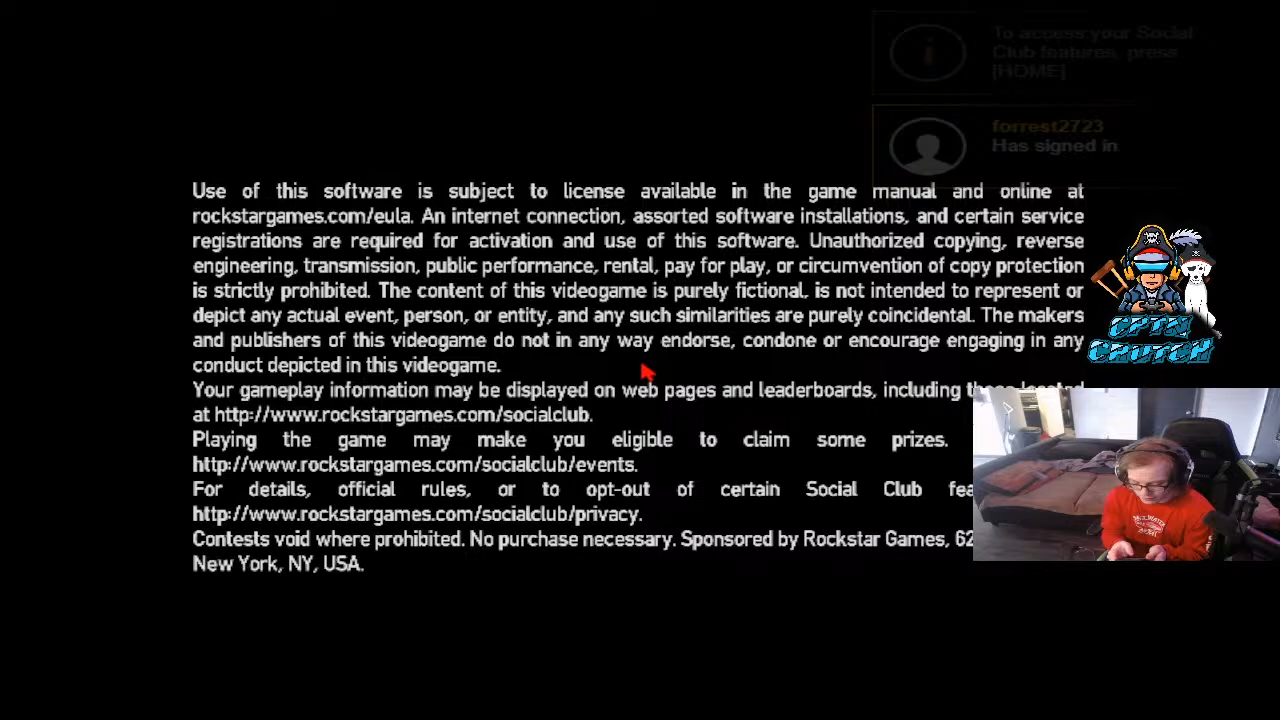 To access your Social
Club features, press
[HOME]
forrest2723
Has signed in
Use of this software is subject to license available in the game manual and online at
rockstargames.com/eula. An internet connection, assorted software installations, and certain service
registrations are required for activation and use of this software. Unauthorized copying, reverse
engineering, transmission, public performance, rental, pay for play, or circumvention of copy protection
is strictly prohibited. The content of this videogame is purely fictional, is not intended to represent or
depict any actual event, person, or entity, and any such similarities are purely coincidental. The makers
and publishers of this videogame do not in any way endorse, condone or encourage engaging in any
conduct depicted in this videogame.
Your gameplay information may be displayed on web pages and leaderboards, including
at http://www.rockstargames.com/socialclub.
Playing the game may make you eligible to claim some prizes.
http://www.rockstargames.com/socialclub/events.
For details, official rules, or to opt-out of certain Social Club
http://www.rockstargames.com/socialclub/privacy.
Contests void where prohibited. No purchase necessary. Sponsored by Rockstar Games,
New York, NY, USA.
CPTN
CRUTCH